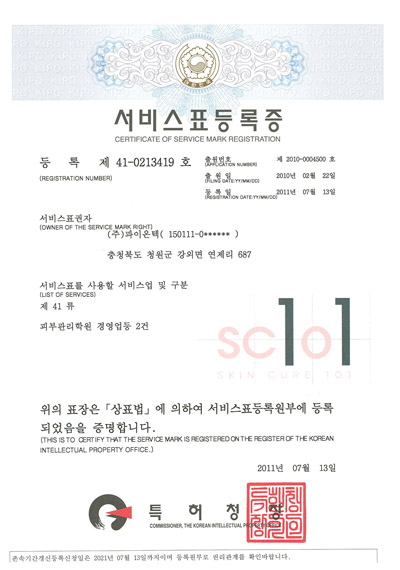 서비스표등록증
CERTIFICATE OF SERVICE MARK REGISTRATION
등 록 제 41-0213419 호
(REGISTRATION NUMBER)
출원번호 제 2010-0004500 호
(APPLICATION NUMBER)
출 원 일 2010년 02월 22일
(FILING DATE:YY/MM/DD)
등 록 일 2011년 07월 13일
(REGISTRATION DATE:YY/MM/DD)
서비스표권자
(OWNER OF THE SERVICE MARK RIGHT)
(주)파이온텍( 150111-0****** )
충청북도 청원군 강외면 연제리 687
서비스표를 사용할 서비스업 및 구분
(LIST OF SERVICES)
제 41 류
피부관리학원 경영업등 2건
SC101
SKIN CURE 101
위의 표장은「상표법」에 의하여 서비스표등록원부에 등록
되었음을 증명합니다.
(THIS IS TO CERTIFY THAT THE SERVICE MARK IS REGISTERED ON THE REGISTER OF THE KOREAN
INTELLECTUAL PROPERTY OFFICE.)
2011년 07월 13일
특 허 청
COMMISSIONER, THE KOREAN INTELLECTUAL PROPERTY OFFICE
존속기간갱신등록신청일은 2021년 07월 13일까지이며 등록원부로 권리관계를 확인바랍니다.